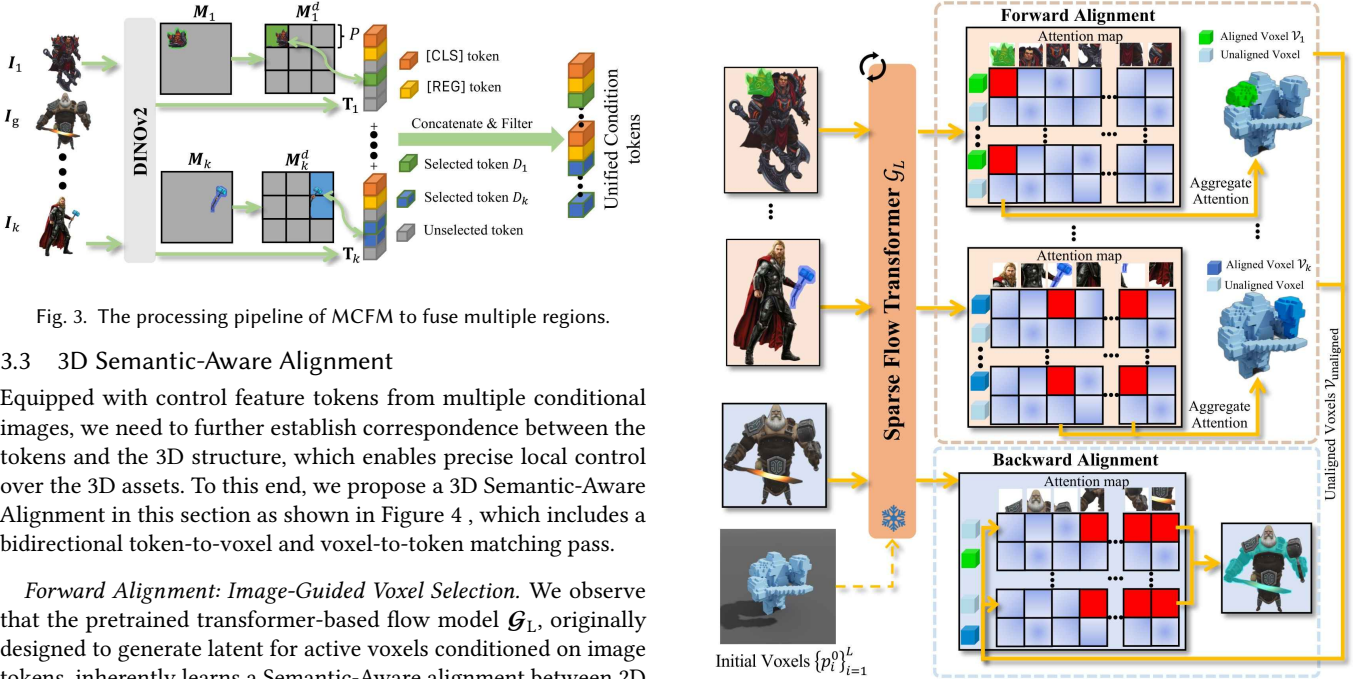 I1
Ig
Ik
DINOv2
M1
M1^d
P
T1
Mk
Mk^d
Tk
[CLS] token
[REG] token
Concatenate & Filter
Selected token D1
Selected token Dk
Unselected token
Unified Condition
tokens
Fig. 3. The processing pipeline of MCFM to fuse multiple regions.
3.3 3D Semantic-Aware Alignment
Equipped with control feature tokens from multiple conditional
images, we need to further establish correspondence between the
tokens and the 3D structure, which enables precise local control
over the 3D assets. To this end, we propose a 3D Semantic-Aware
Alignment in this section as shown in Figure 4 , which includes a
bidirectional token-to-voxel and voxel-to-token matching pass.
Forward Alignment: Image-Guided Voxel Selection. We observe
that the pretrained transformer-based flow model 𝓖L, originally
designed to generate latent for active voxels conditioned on image
tokens, inherently learns a Semantic-Aware alignment between 2D
Sparse Flow Transformer 𝒢L
Initial Voxels {p_i^0}_{i=1}^L
Forward Alignment
Attention map
Aligned Voxel 𝒱1
Unaligned Voxel
Aggregate
Attention
Attention map
Aligned Voxel 𝒱k
Unaligned Voxel
Aggregate
Attention
Unaligned Voxels 𝒱unaligned
Backward Alignment
Attention map